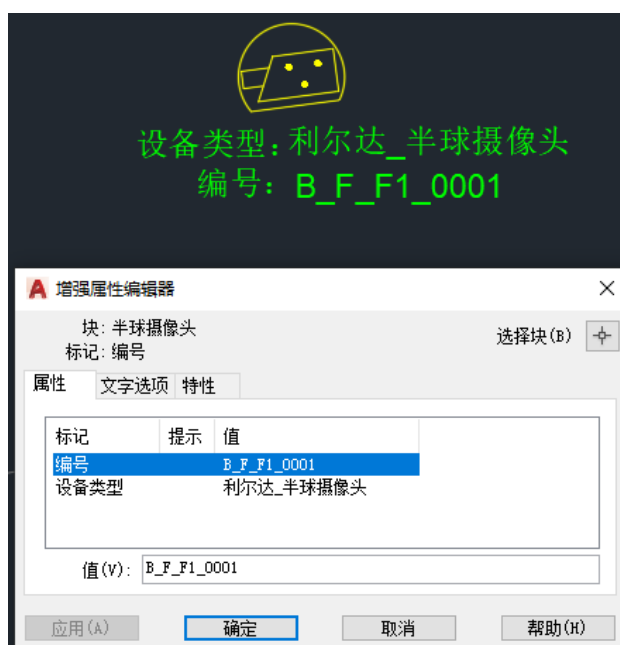 设备类型:利尔达_半球摄像头
编号: B_F_F1_0001
A 增强属性编辑器
块: 半球摄像头
标记: 编号
选择块(B)
属性 文字选项 特性
标记 提示 值
编号 B_F_F1_0001
设备类型 利尔达_半球摄像头
值(V): B_F_F1_0001
应用(A) 确定 取消 帮助(H)